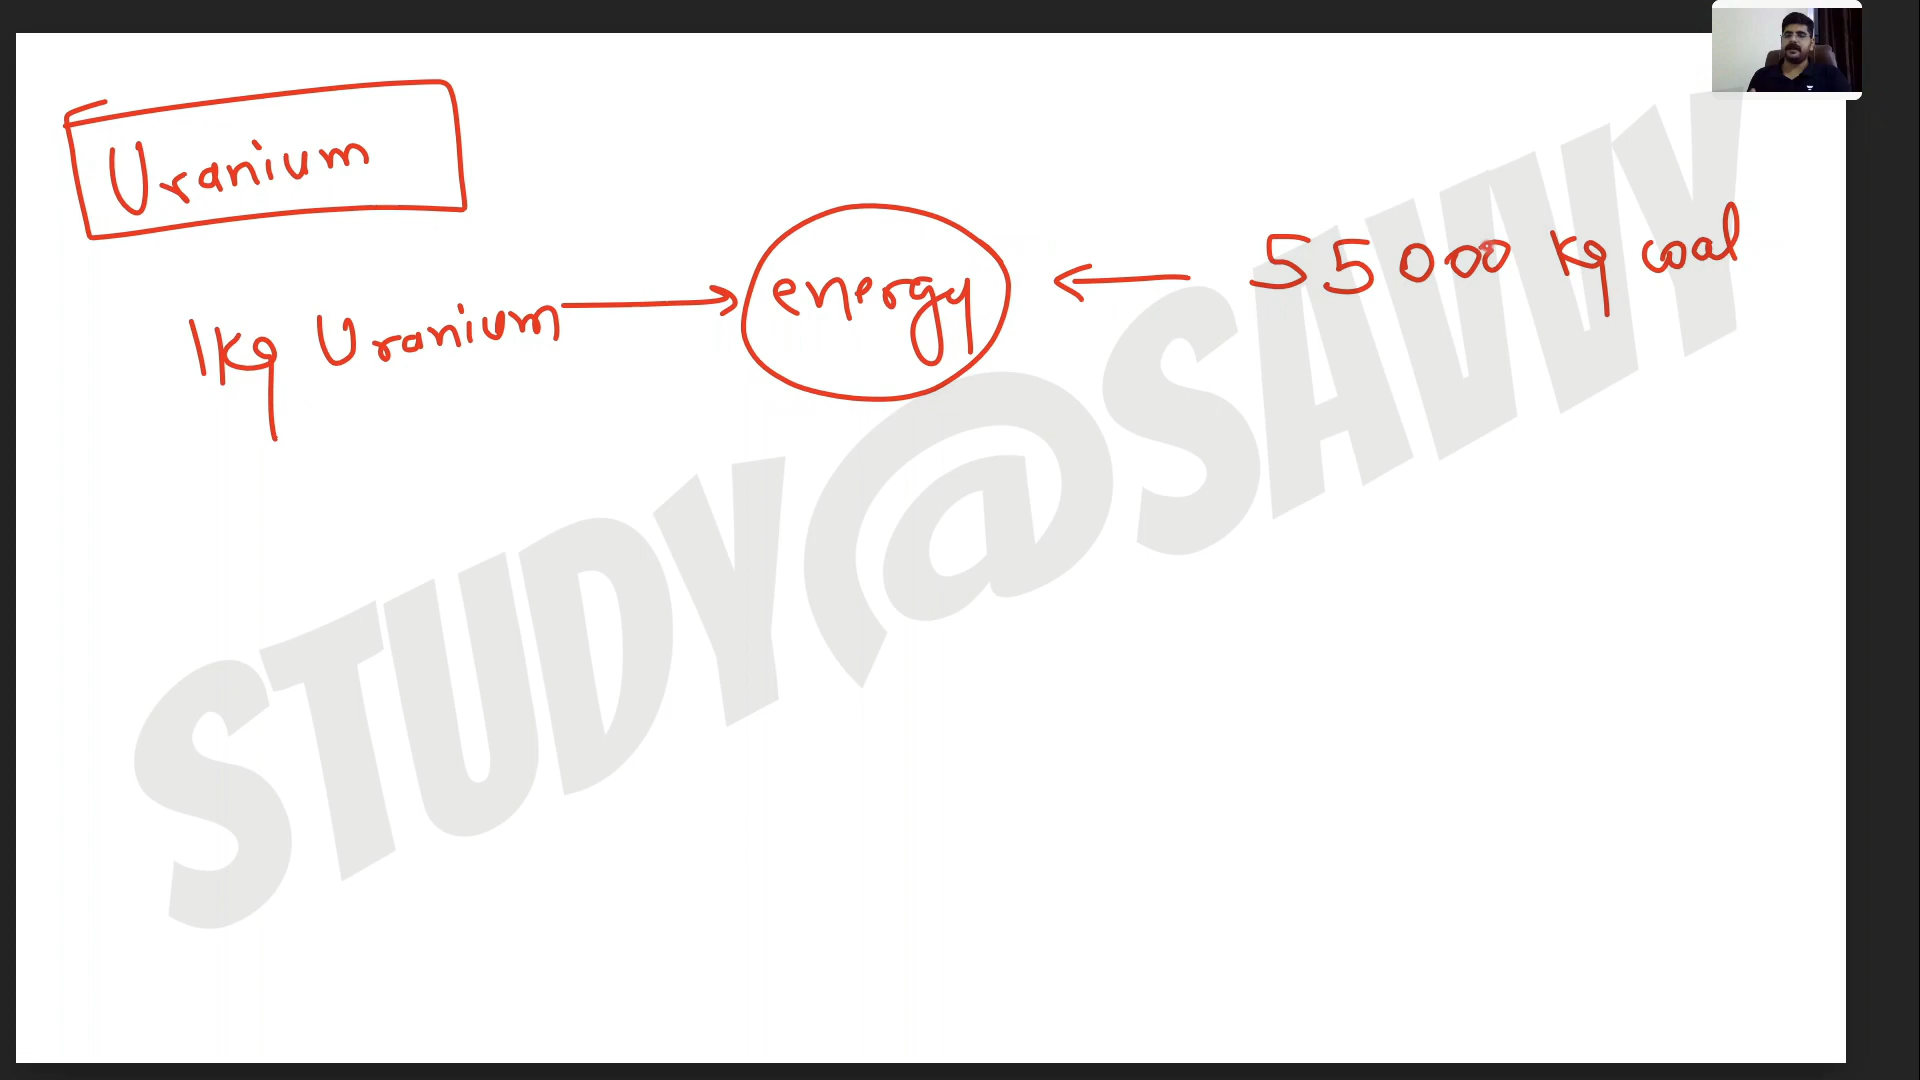 Uranium
1kg Uranium → energy ← 55000 kg coal
STUDY@SAVVY